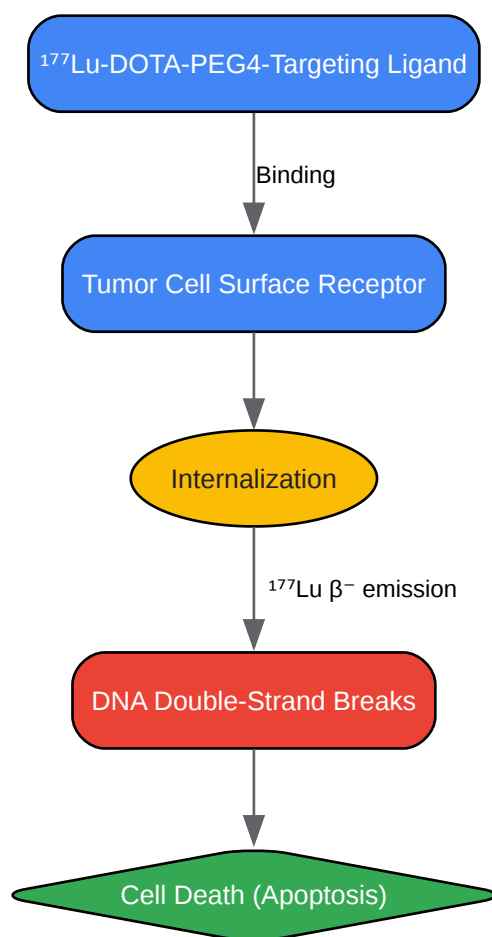 ¹⁷⁷Lu-DOTA-PEG4-Targeting Ligand
Binding
Tumor Cell Surface Receptor
Internalization
¹⁷⁷Lu β⁻ emission
DNA Double-Strand Breaks
Cell Death (Apoptosis)